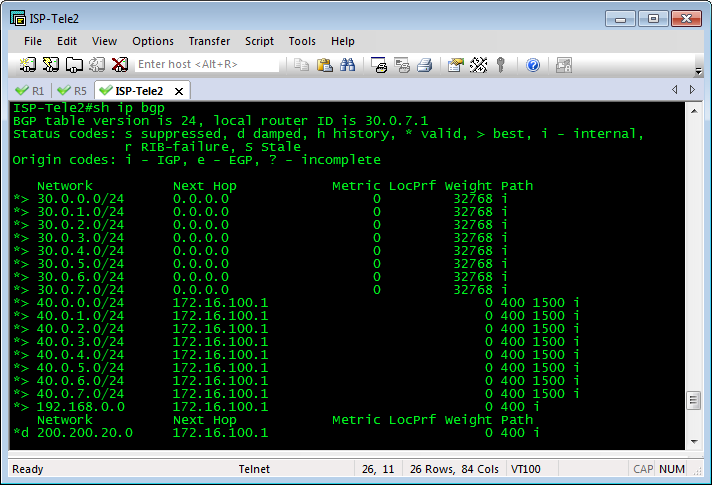 ISP-Tele2
File Edit View Options Transfer Script Tools Help
Enter host <Alt+R>
R1 R5 ISP-Tele2
ISP-Tele2#sh ip bgp
BGP table version is 24, local router ID is 30.0.7.1
Status codes: s suppressed, d damped, h history, * valid, > best, i - internal,
r RIB-failure, S Stale
Origin codes: i - IGP, e - EGP, ? - incomplete
Network Next Hop Metric LocPrf Weight Path
*> 30.0.0.0/24 0.0.0.0 0 32768 i
*> 30.0.1.0/24 0.0.0.0 0 32768 i
*> 30.0.2.0/24 0.0.0.0 0 32768 i
*> 30.0.3.0/24 0.0.0.0 0 32768 i
*> 30.0.4.0/24 0.0.0.0 0 32768 i
*> 30.0.5.0/24 0.0.0.0 0 32768 i
*> 30.0.6.0/24 0.0.0.0 0 32768 i
*> 30.0.7.0/24 0.0.0.0 0 32768 i
*> 40.0.0.0/24 172.16.100.1 0 400 1500 i
*> 40.0.1.0/24 172.16.100.1 0 400 1500 i
*> 40.0.2.0/24 172.16.100.1 0 400 1500 i
*> 40.0.3.0/24 172.16.100.1 0 400 1500 i
*> 40.0.4.0/24 172.16.100.1 0 400 1500 i
*> 40.0.5.0/24 172.16.100.1 0 400 1500 i
*> 40.0.6.0/24 172.16.100.1 0 400 1500 i
*> 40.0.7.0/24 172.16.100.1 0 400 1500 i
*> 192.168.0.0 172.16.100.1 0 400 i
Network Next Hop Metric LocPrf Weight Path
*d 200.200.20.0 172.16.100.1 0 400 i
Ready Telnet 26, 11 26 Rows, 84 Cols VT100 CAP NUM